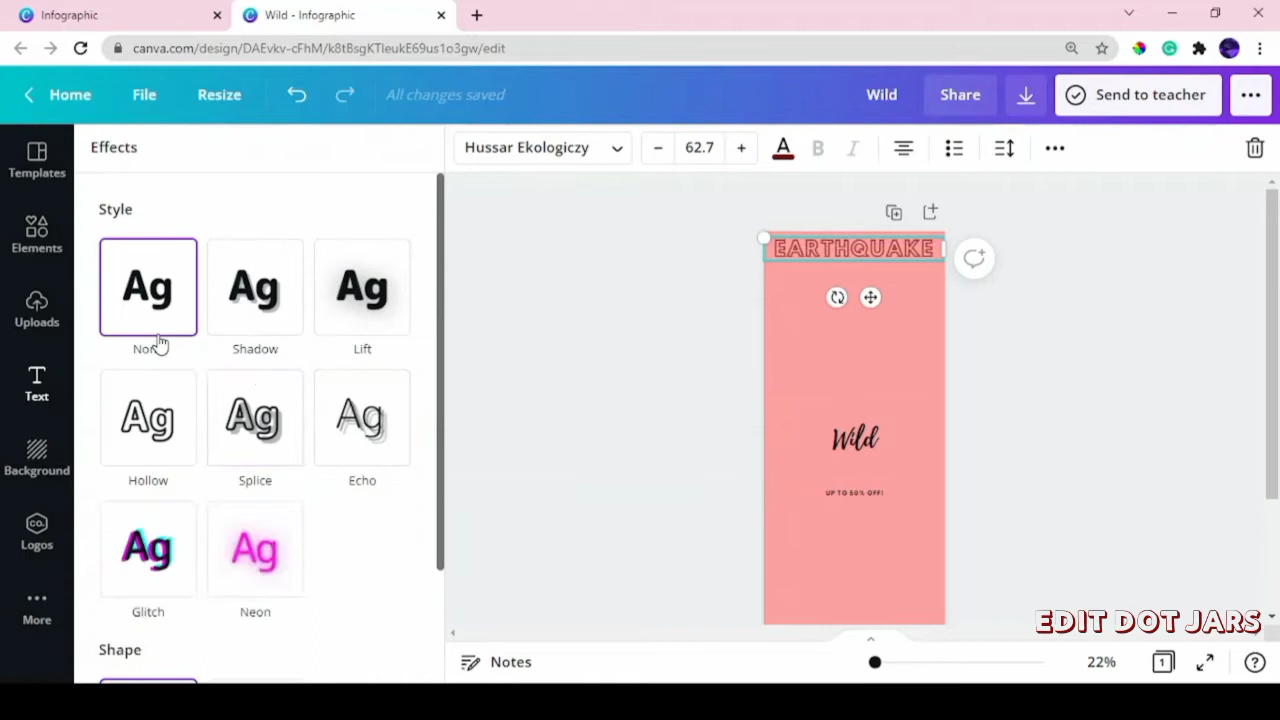 Infographic
Wild - Infographic
canva.com/design/DAEvkv-cFhM/k8tBsgKTleukE69us1o3gw/edit
Home File Resize All changes saved Wild Share Send to teacher
Effects
Hussar Ekologiczy 62.7 A B I
Templates
Elements
Uploads
Text
Background
CO.
Logos
More
Style
Ag Ag Ag
Shadow Lift
Ag Ag Ag
Hollow Splice Echo
Ag Ag
Glitch Neon
Shape
EARTHQUAKE
Wild
UP TO 50% OFF!
EDIT DOT JARS
Notes 22% 1 ?